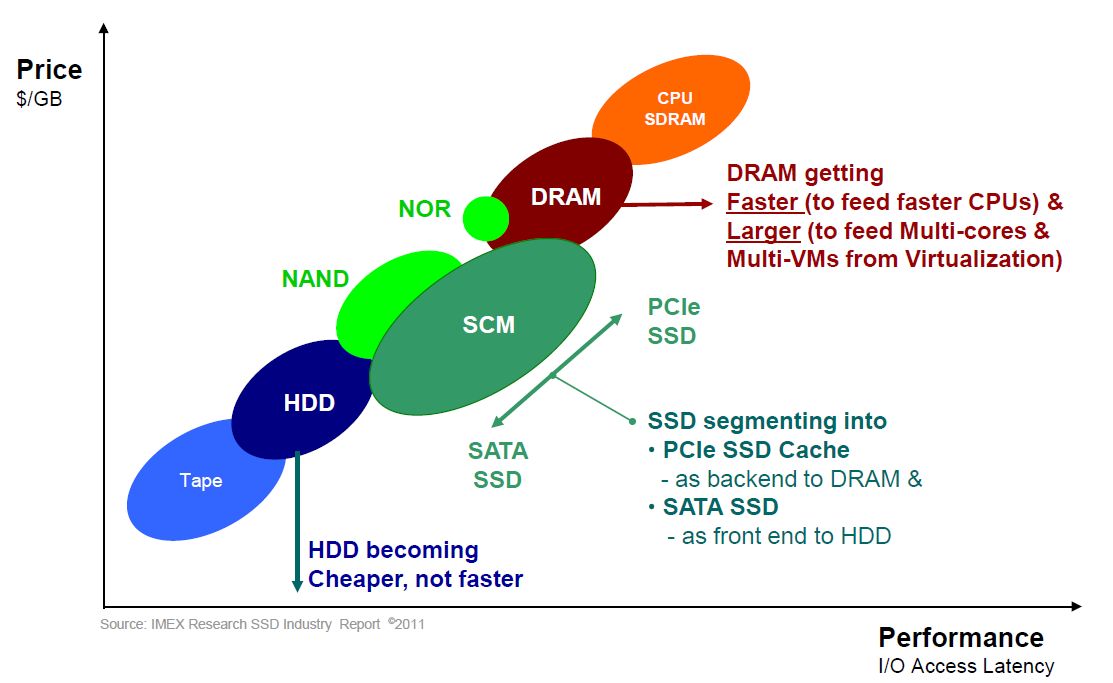 Price
$/GB
CPU
SDRAM
DRAM
NOR
DRAM getting
Faster (to feed faster CPUs) &
Larger (to feed Multi-cores &
Multi-VMs from Virtualization)
NAND
SCM
PCIe
SSD
HDD
SATA
SSD
SSD segmenting into
• PCIe SSD Cache
- as backend to DRAM &
• SATA SSD
- as front end to HDD
Tape
HDD becoming
Cheaper, not faster
Source: IMEX Research SSD Industry Report ©2011
Performance
I/O Access Latency